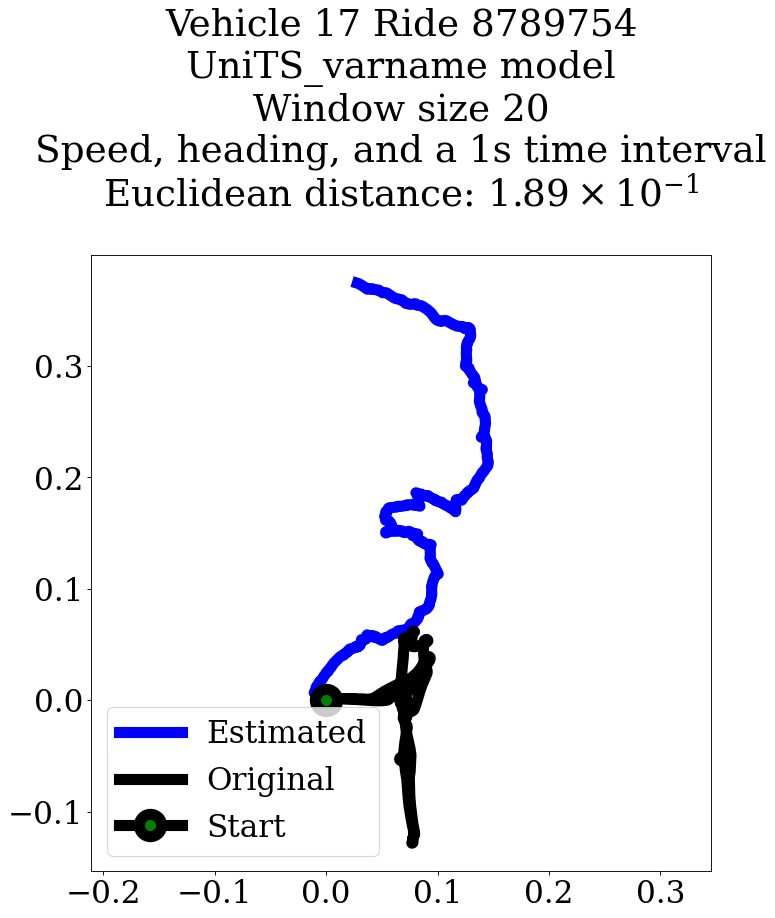 Vehicle 17 Ride 8789754
UniTS_varname model
Window size 20
Speed, heading, and a 1s time interval
Euclidean distance: 1.89 × 10⁻¹
0.3
0.2
0.1
0.0
−0.1
Estimated
Original
Start
−0.2 −0.1 0.0 0.1 0.2 0.3